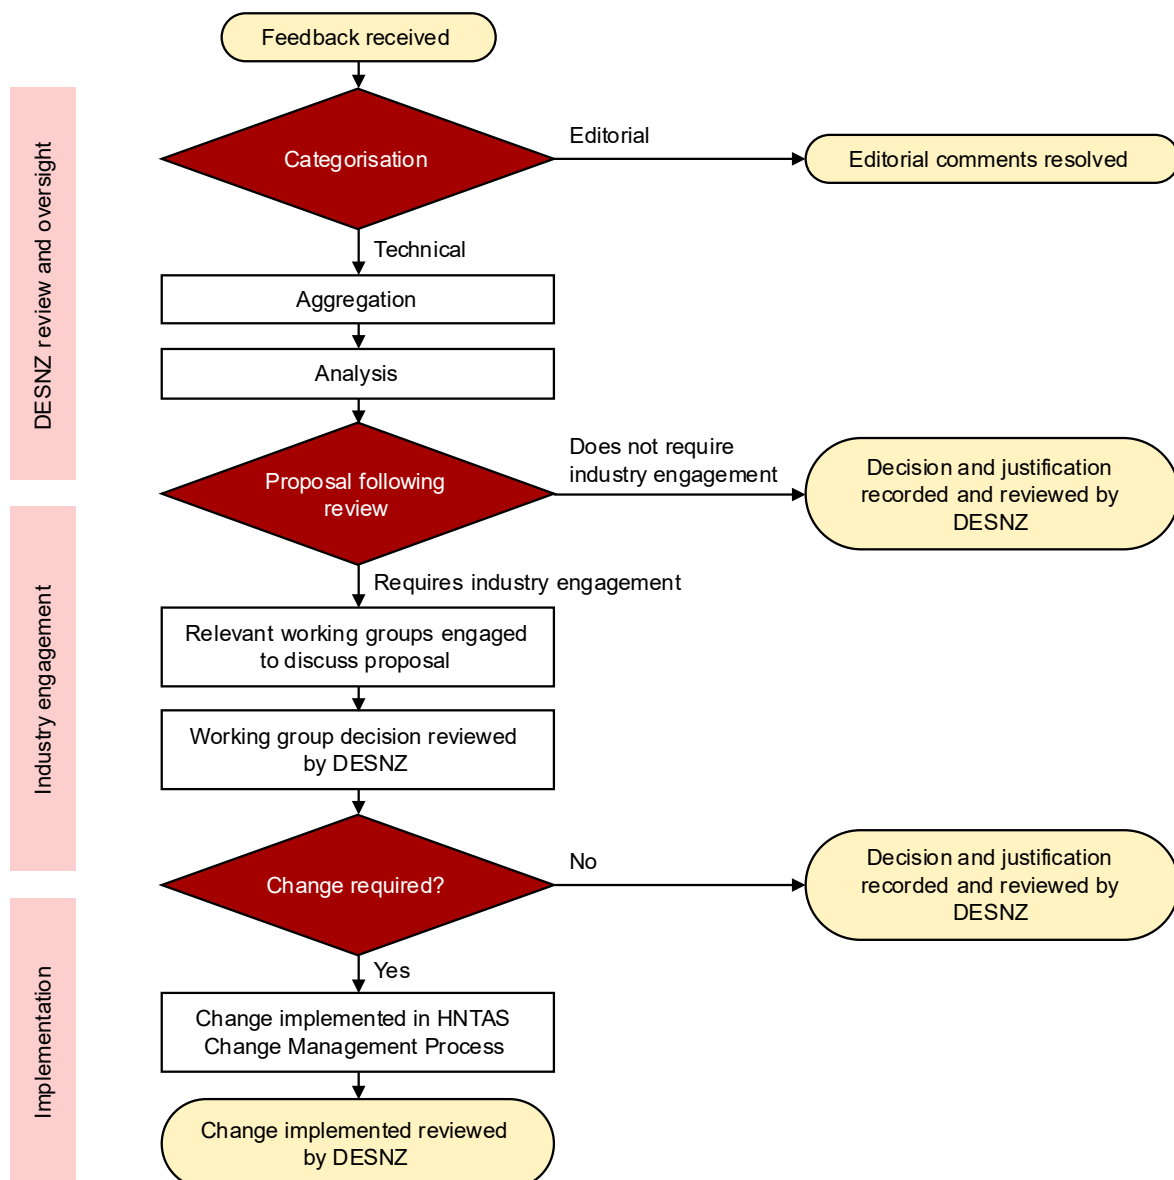 Feedback received
DESNZ review and oversight
Categorisation
Editorial
Editorial comments resolved
Technical
Aggregation
Analysis
Proposal following
review
Does not require
industry engagement
Decision and justification
recorded and reviewed by
DESNZ
Industry engagement
Requires industry engagement
Relevant working groups engaged
to discuss proposal
Working group decision reviewed
by DESNZ
Change required?
No
Decision and justification
recorded and reviewed by
DESNZ
Implementation
Yes
Change implemented in HNTAS
Change Management Process
Change implemented reviewed
by DESNZ